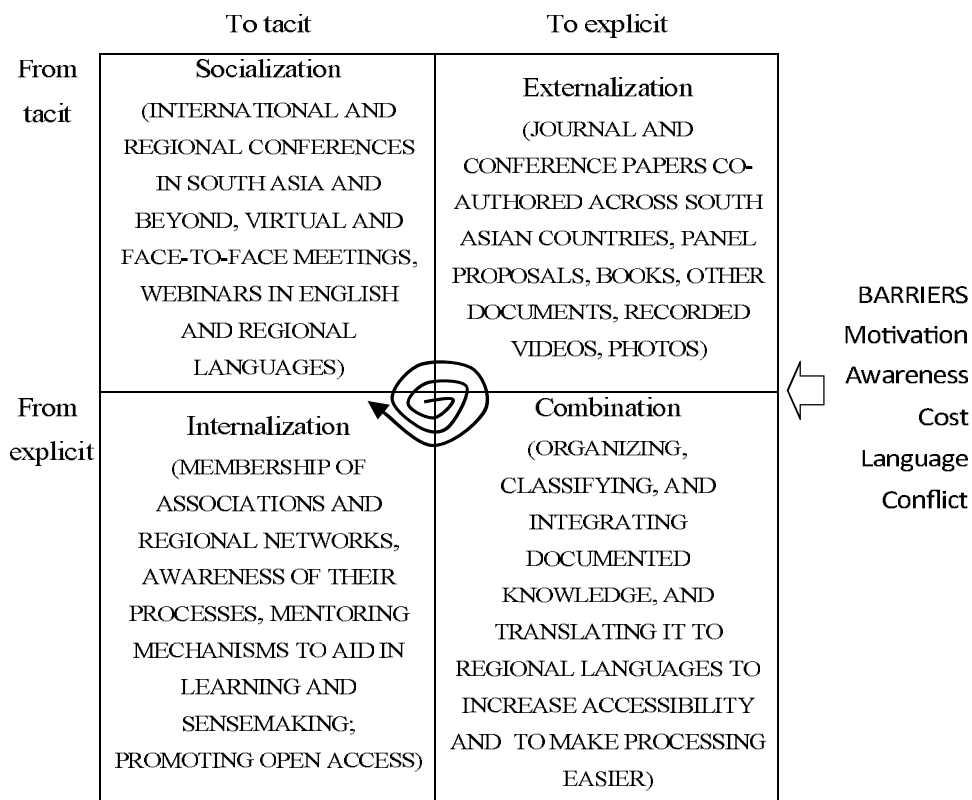 To tacit
To explicit
From
tacit
Socialization
(INTERNATIONAL AND
REGIONAL CONFERENCES
IN SOUTH ASIA AND
BEYOND, VIRTUAL AND
FACE-TO-FACE MEETINGS,
WEBINARS IN ENGLISH
AND REGIONAL
LANGUAGES)
Externalization
(JOURNAL AND
CONFERENCE PAPERS CO-
AUTHORED ACROSS SOUTH
ASIAN COUNTRIES, PANEL
PROPOSALS, BOOKS, OTHER
DOCUMENTS, RECORDED
VIDEOS, PHOTOS)
From
explicit
Internalization
(MEMBERSHIP OF
ASSOCIATIONS AND
REGIONAL NETWORKS,
AWARENESS OF THEIR
PROCESSES, MENTORING
MECHANISMS TO AID IN
LEARNING AND
SENSEMAKING;
PROMOTING OPEN ACCESS)
Combination
(ORGANIZING,
CLASSIFYING, AND
INTEGRATING
DOCUMENTED
KNOWLEDGE, AND
TRANSLATING IT TO
REGIONAL LANGUAGES TO
INCREASE ACCESSIBILITY
AND TO MAKE PROCESSING
EASIER)
BARRIERS
Motivation
Awareness
Cost
Language
Conflict